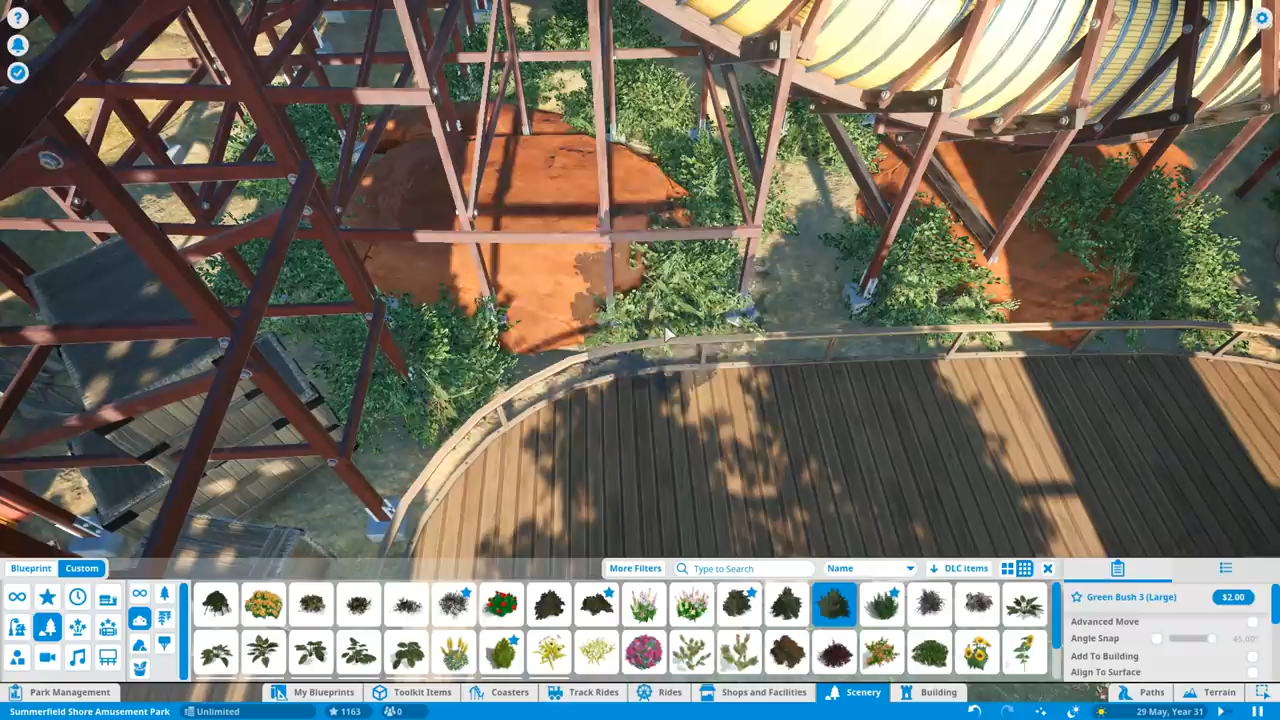 ?
Blueprint
Custom
More Filters
Type to Search
Name
DLC items
Green Bush 3 (Large)
$2.00
Advanced Move
Angle Snap
45.00°
Add To Building
Align To Surface
Park Management
My Blueprints
Toolkit Items
Coasters
Track Rides
Rides
Shops and Facilities
Scenery
Building
Paths
Terrain
Summerfield Shore Amusement Park
Unlimited
1163
0
29 May, Year 31